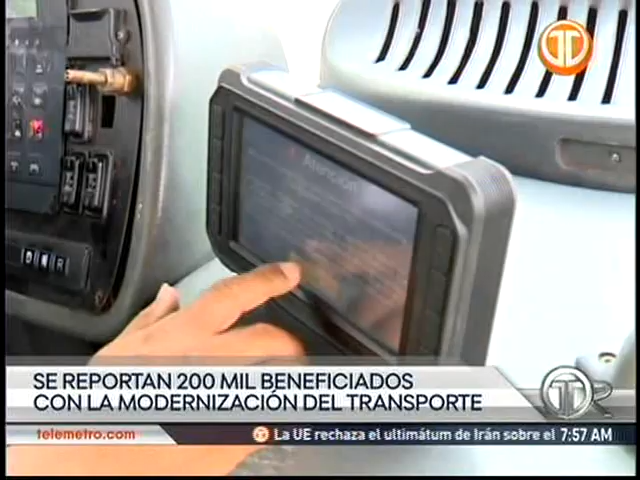 Atención
D N R
SE REPORTAN 200 MIL BENEFICIADOS
CON LA MODERNIZACIÓN DEL TRANSPORTE
telemetro.com
La UE rechaza el ultimátum de Irán sobre el 7:57 AM